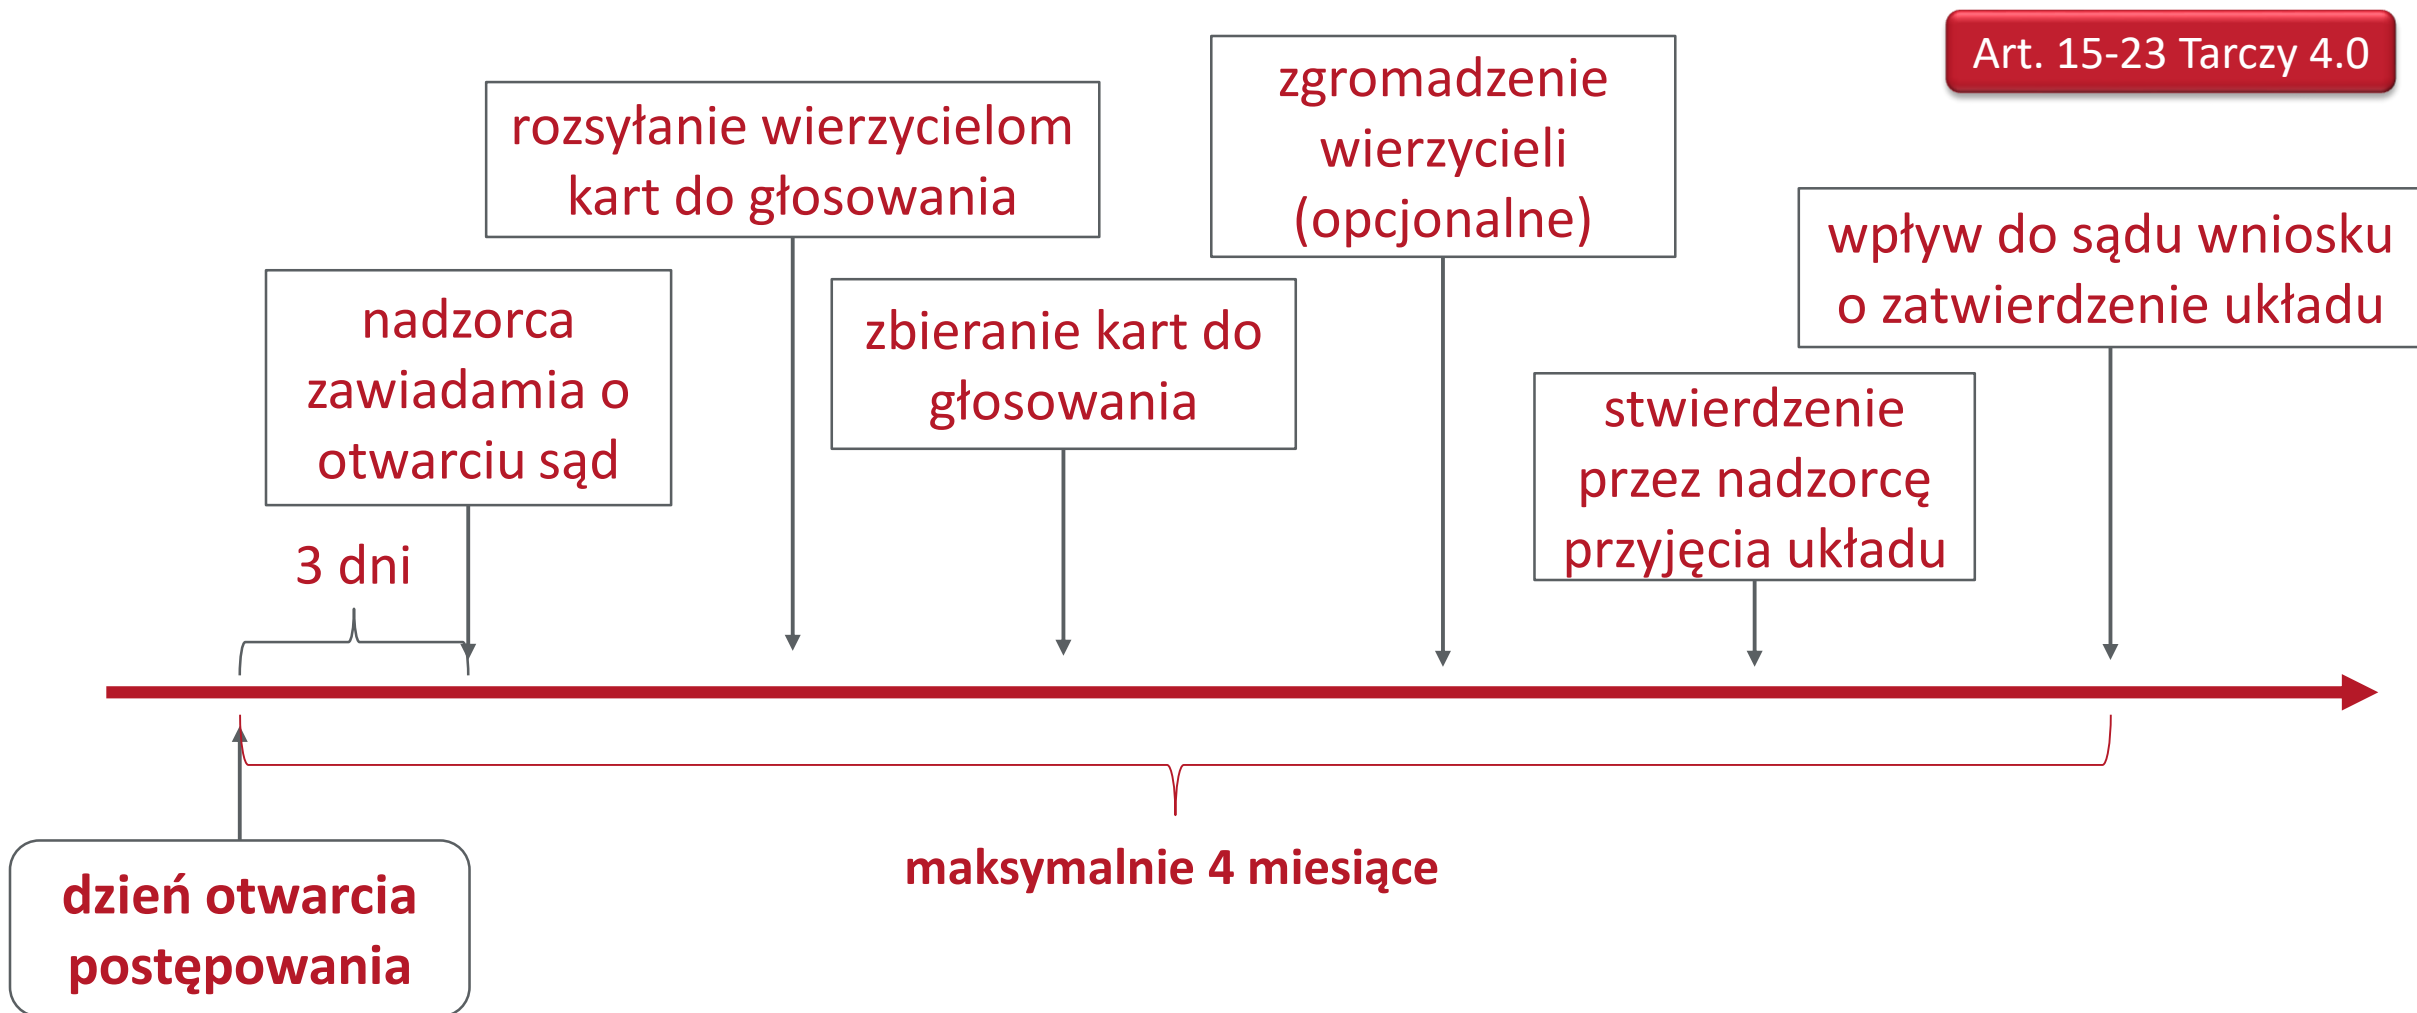 Art. 15-23 Tarczy 4.0
rozsyłanie wierzycielom
kart do głosowania
zgromadzenie
wierzycieli
(opcjonalne)
wpływ do sądu wniosku
o zatwierdzenie układu
nadzorca
zawiadamia o
otwarciu sąd
zbieranie kart do
głosowania
stwierdzenie
przez nadzorcę
przyjęcia układu
3 dni
maksymalnie 4 miesiące
dzień otwarcia
postępowania